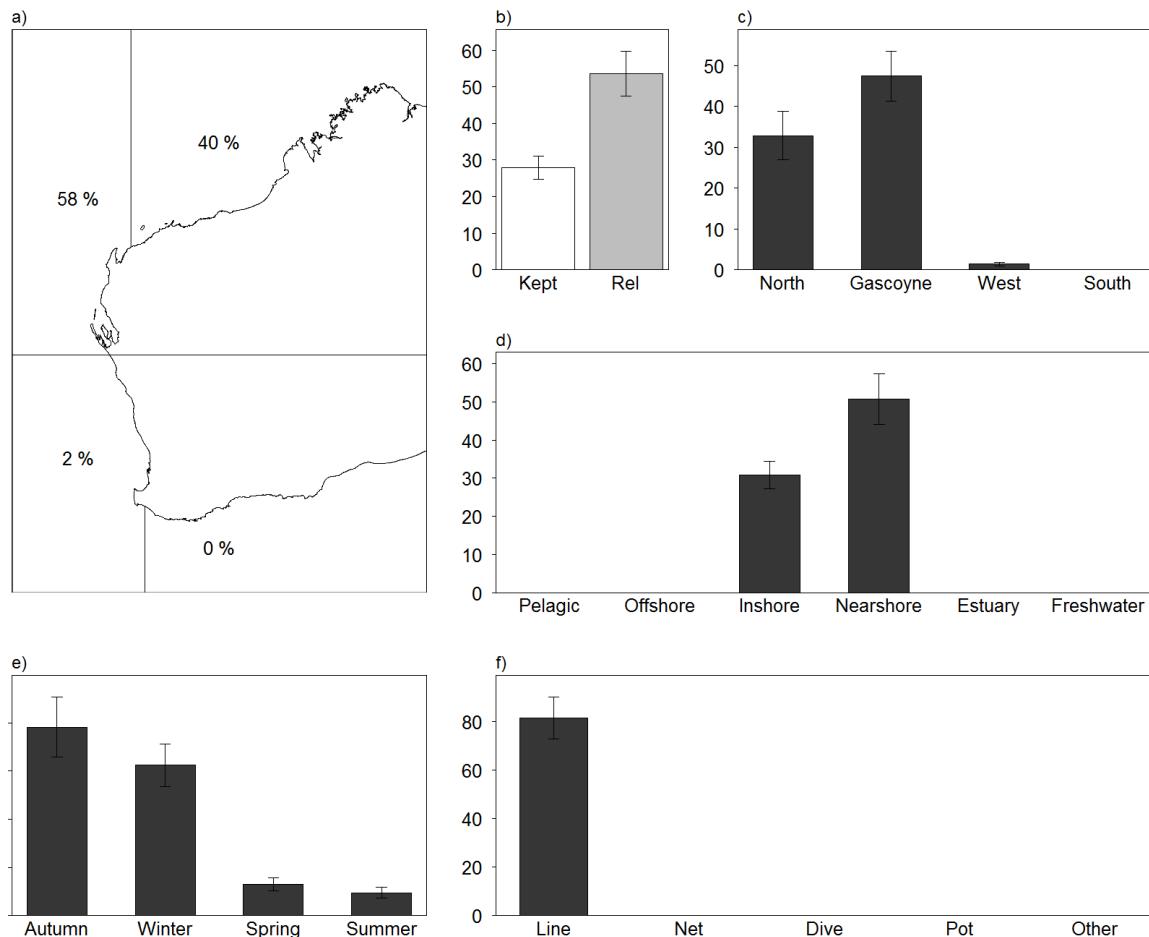 a)
40 %
58 %
2 %
0 %
b)
60
50
40
30
20
10
0
Kept Rel
c)
50
40
30
20
10
0
North Gascoyne West South
d)
60
50
40
30
20
10
0
Pelagic Offshore Inshore Nearshore Estuary Freshwater
e)
Autumn Winter Spring Summer
f)
80
60
40
20
0
Line Net Dive Pot Other